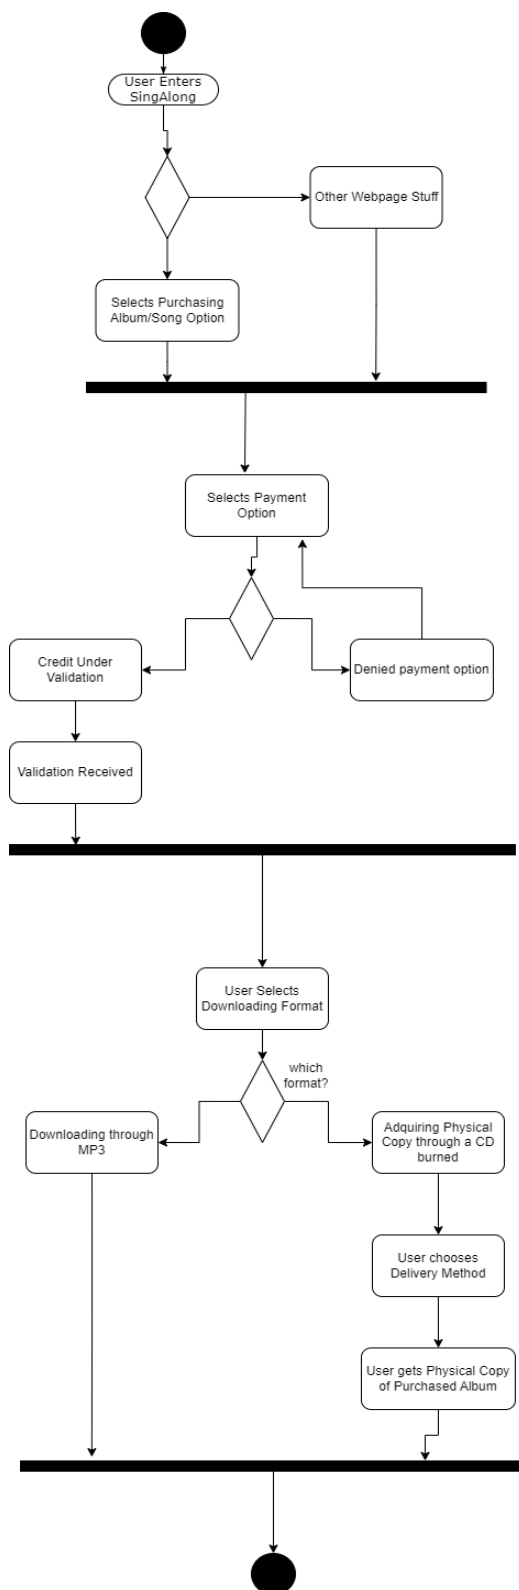 User Enters
SingAlong
Other Webpage Stuff
Selects Purchasing
Album/Song Option
Selects Payment
Option
Credit Under
Validation
Denied payment option
Validation Received
User Selects
Downloading Format
which
format?
Downloading through
MP3
Adquiring Physical
Copy through a CD
burned
User chooses
Delivery Method
User gets Physical Copy
of Purchased Album